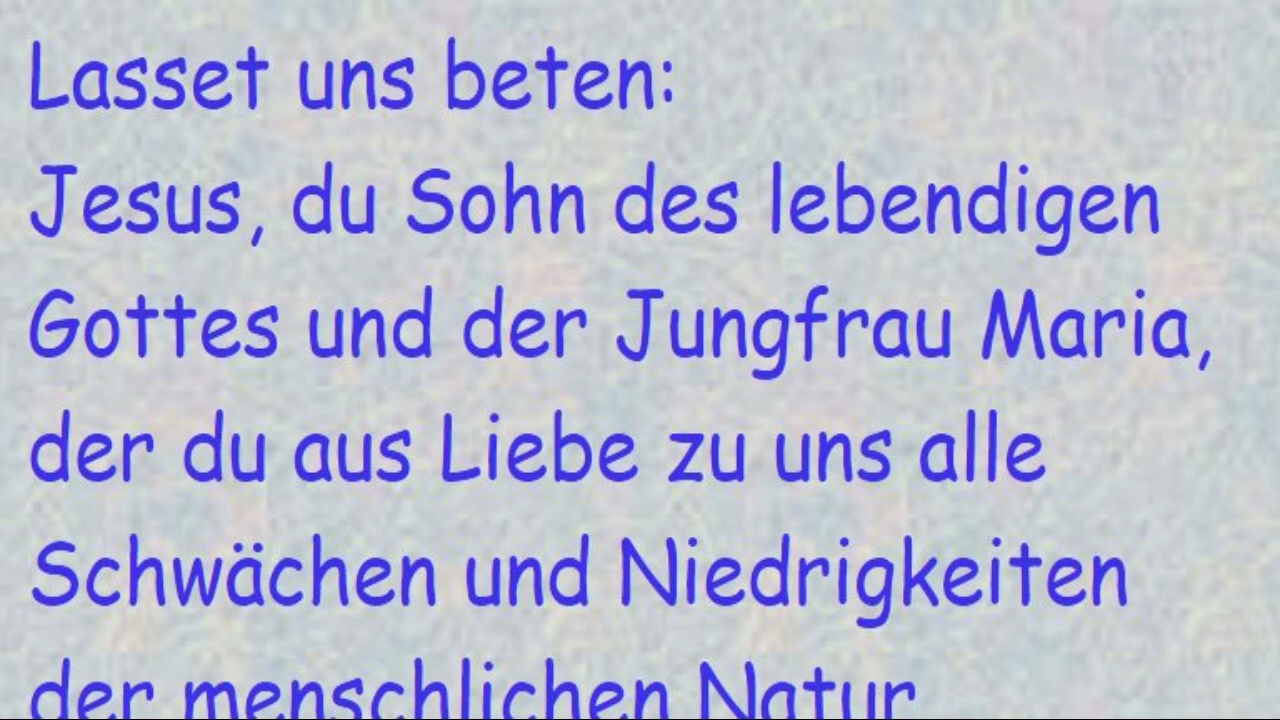 Lasset uns beten:
Jesus, du Sohn des lebendigen
Gottes und der Jungfrau Maria,
der du aus Liebe zu uns alle
Schwächen und Niedrigkeiten
der menschlichen Natur